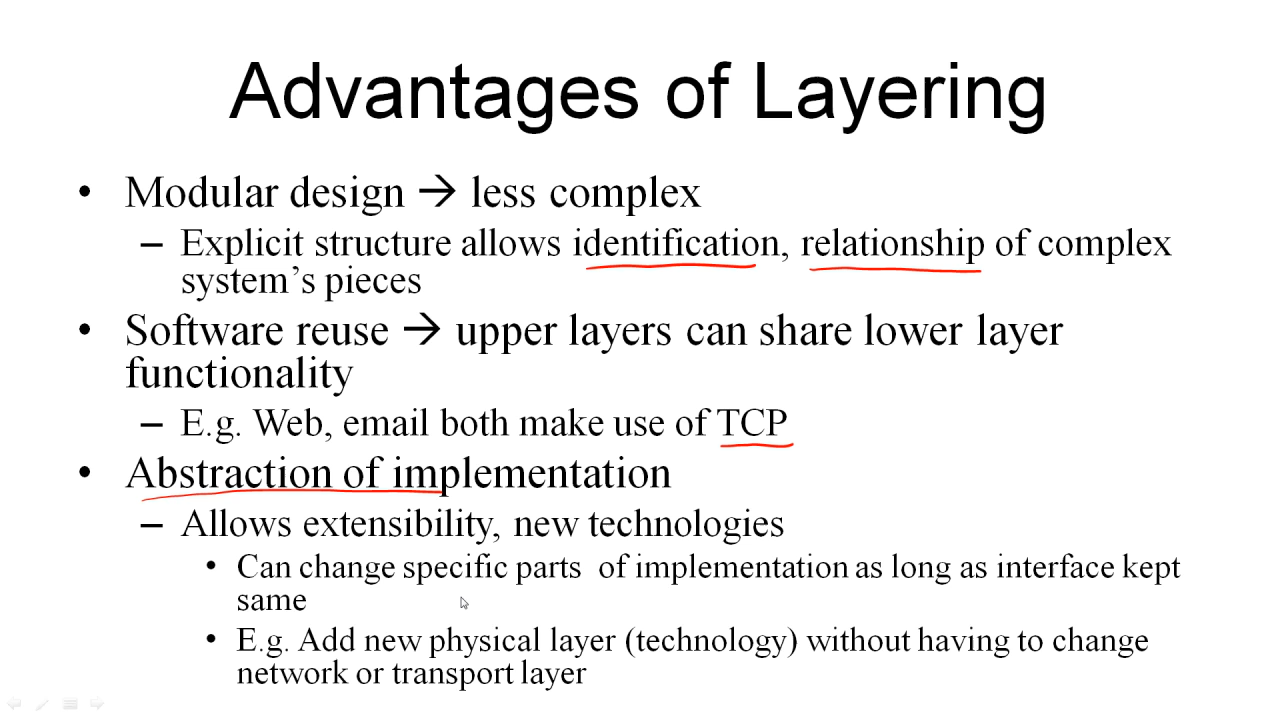 Advantages of Layering
• Modular design → less complex
– Explicit structure allows identification, relationship of complex
system's pieces
• Software reuse → upper layers can share lower layer
functionality
– E.g. Web, email both make use of TCP
• Abstraction of implementation
– Allows extensibility, new technologies
• Can change specific parts  of implementation as long as interface kept
same
• E.g. Add new physical layer (technology) without having to change
network or transport layer